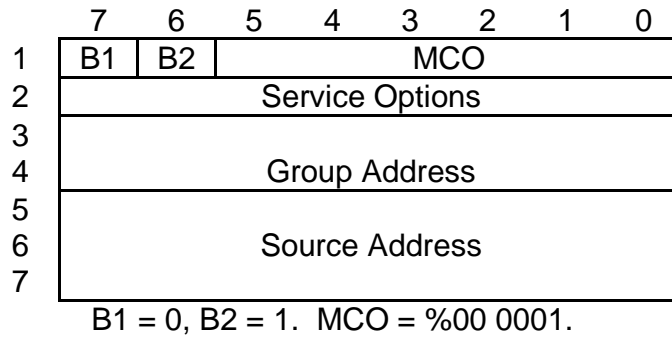 7 6 5 4 3 2 1 0
1 B1 B2 MCO
2 Service Options
3
4 Group Address
5
6 Source Address
7
B1 = 0, B2 = 1. MCO = %00 0001.